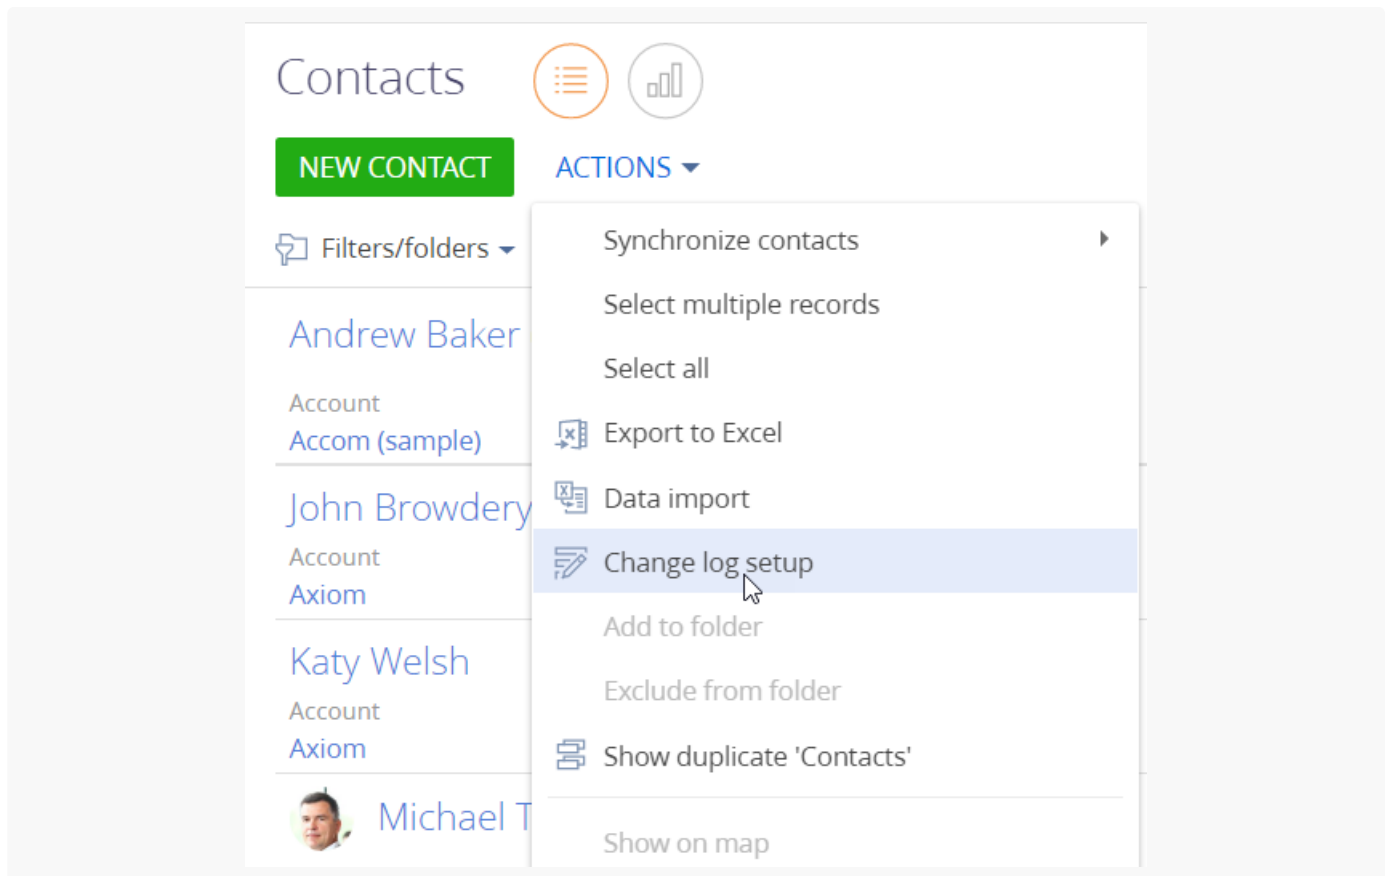 Contacts
NEW CONTACT
ACTIONS
Filters/folders
Synchronize contacts
Select multiple records
Select all
Export to Excel
Data import
Change log setup
Add to folder
Exclude from folder
Show duplicate 'Contacts'
Show on map
Andrew Baker
Account
Accom (sample)
John Browdery
Account
Axiom
Katy Welsh
Account
Axiom
Michael T